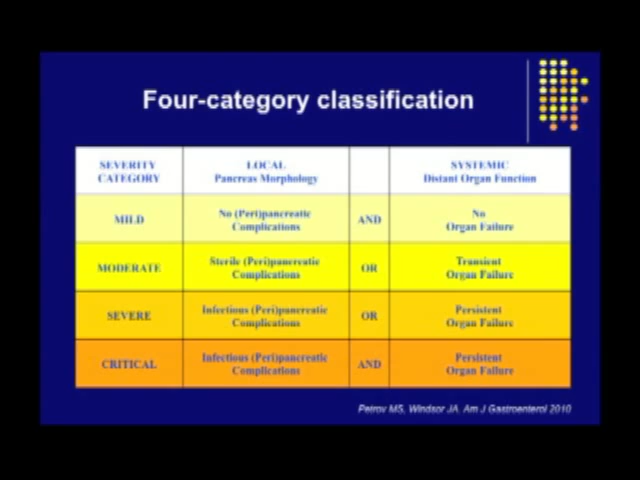 Four-category classification
SEVERITY CATEGORY
LOCAL Pancreas Morphology
SYSTEMIC Distant Organ Function
MILD
No (Peri)pancreatic Complications
AND
No Organ Failure
MODERATE
Sterile (Peri)pancreatic Complications
OR
Transient Organ Failure
SEVERE
Infectious (Peri)pancreatic Complications
OR
Persistent Organ Failure
CRITICAL
Infectious (Peri)pancreatic Complications
AND
Persistent Organ Failure
Petrov MS, Windsor JA. Am J Gastroenterol 2010